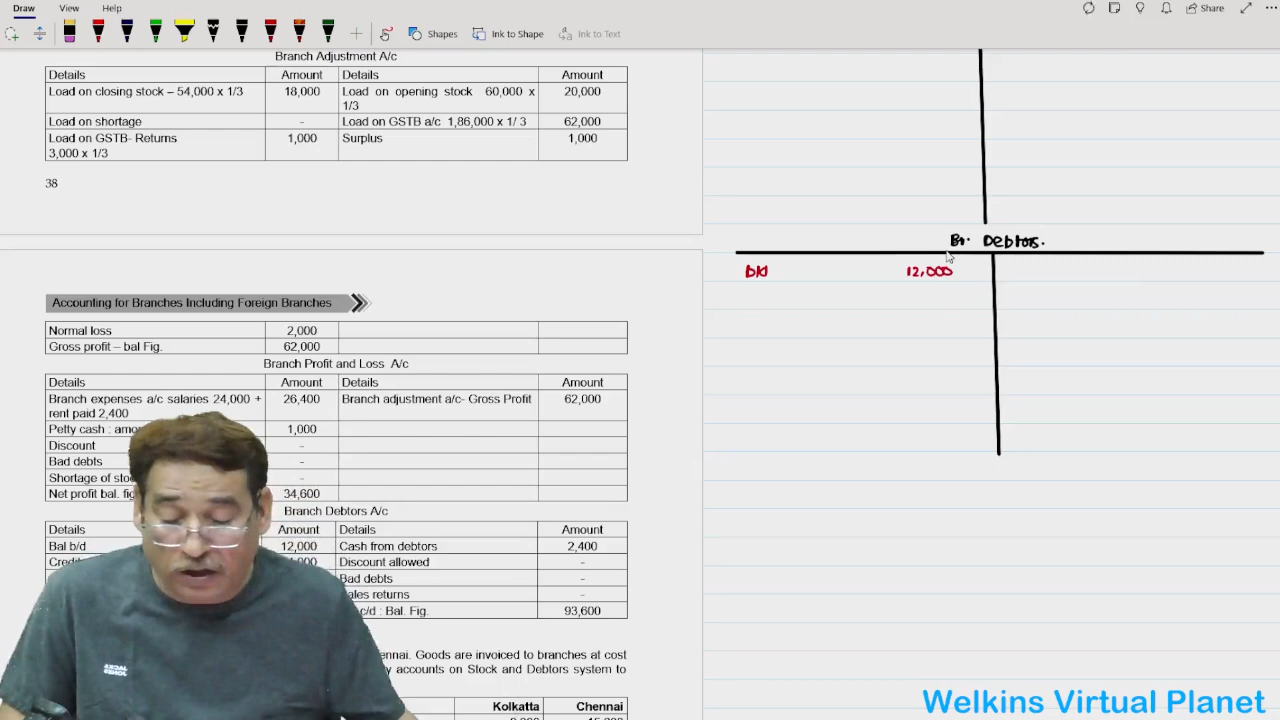 Draw View Help
Share
Shapes Ink to Shape Ink to Text
Branch Adjustment A/c
Details Amount Details Amount
Load on closing stock – 54,000 x 1/3 18,000 Load on opening stock 60,000 x 1/3 20,000
Load on shortage - Load on GSTB a/c 1,86,000 x 1/ 3 62,000
Load on GSTB- Returns 1,000 Surplus 1,000
3,000 x 1/3
38
Br. Debtors.
b/d 12,000
Accounting for Branches Including Foreign Branches
Normal loss 2,000
Gross profit – bal Fig. 62,000
Branch Profit and Loss A/c
Details Amount Details Amount
Branch expenses a/c salaries 24,000 + 26,400 Branch adjustment a/c- Gross Profit 62,000
rent paid 2,400
Petty cash : 1,000
Discount -
Bad debts -
Shortage of -
Net profit bal. 34,600
Branch Debtors A/c
Details Amount Details Amount
Bal b/d 12,000 Cash from debtors 2,400
Discount allowed -
Bad debts -
returns -
c/d : Bal. Fig. 93,600
Goods are invoiced to branches at cost
accounts on Stock and Debtors system to
Kolkatta Chennai
JACK&
JONES
Welkins Virtual Planet